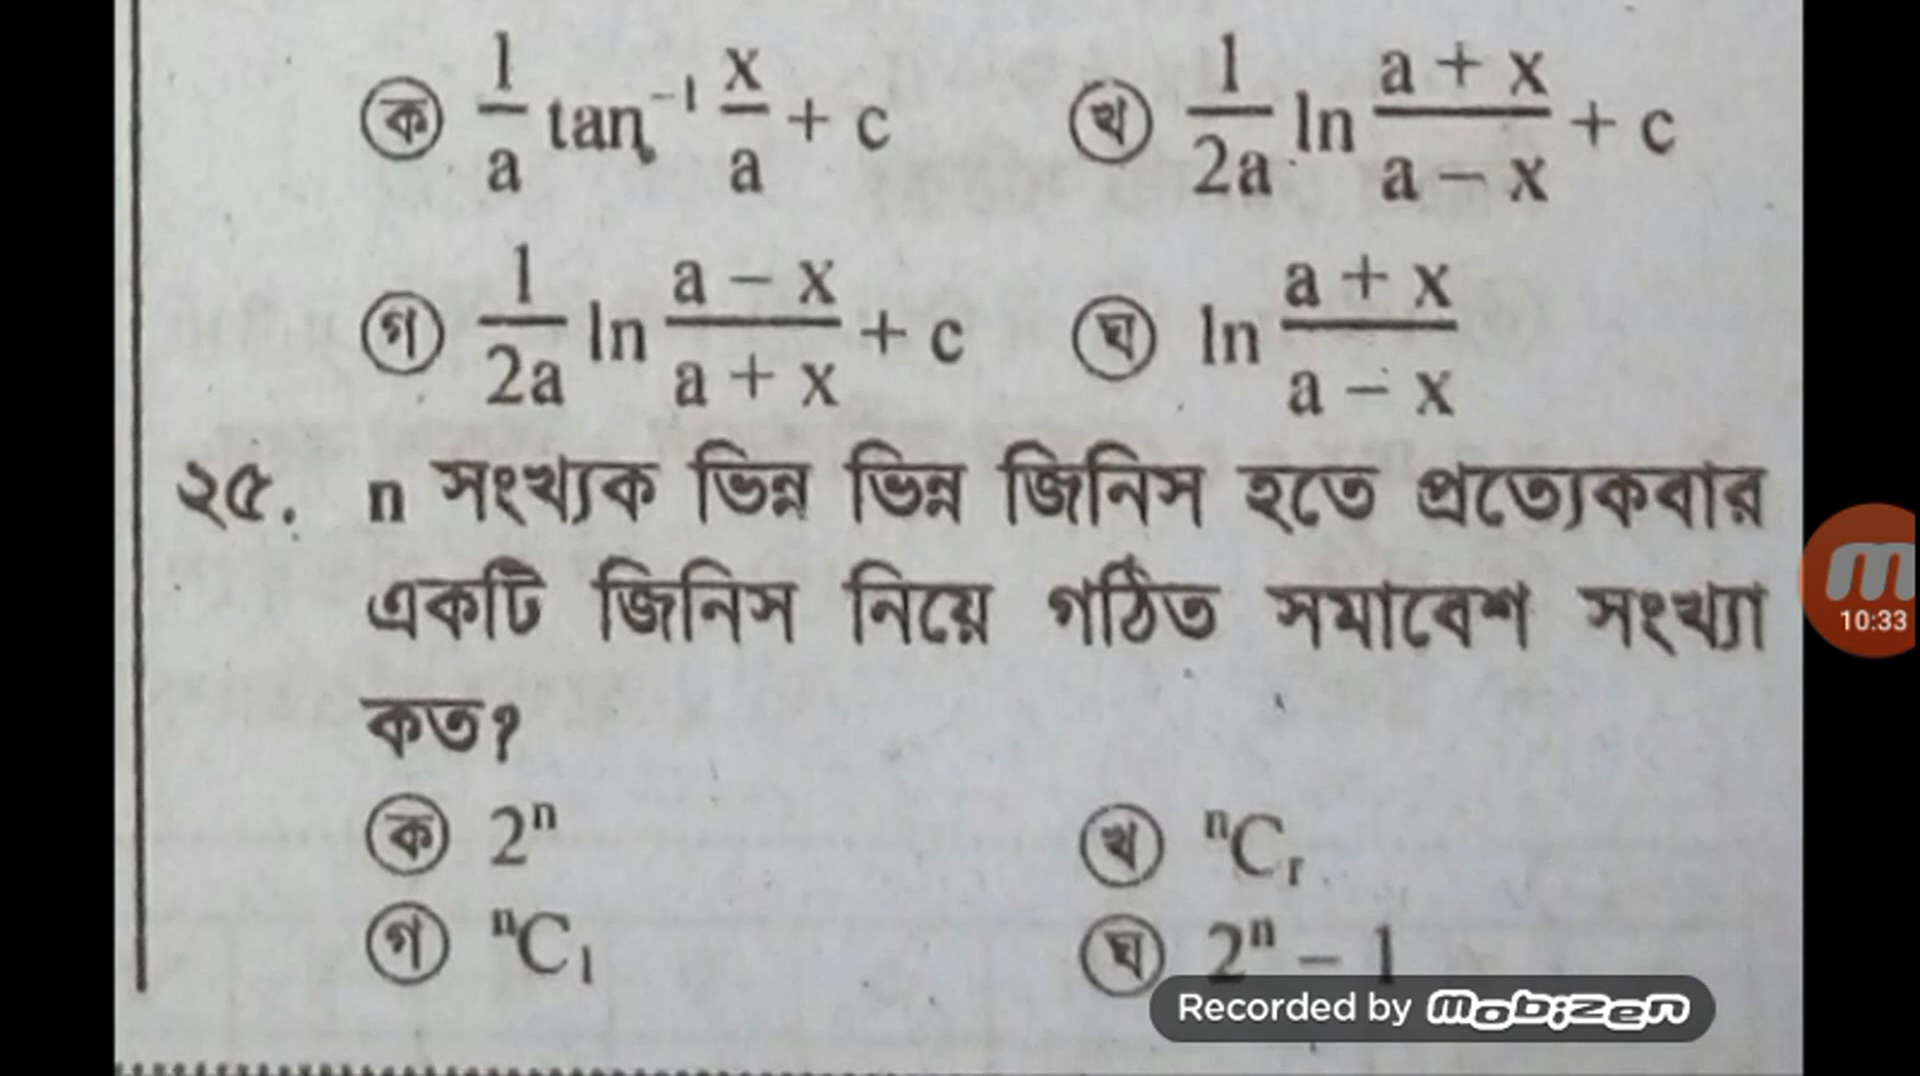 ক 1/a tan⁻¹ x/a + c খ 1/2a ln a + x/a − x + c
গ 1/2a ln a − x/a + x + c ঘ ln a + x/a − x
২৫. n সংখ্যক ভিন্ন ভিন্ন জিনিস হতে প্রত্যেকবার
একটি জিনিস নিয়ে গঠিত সমাবেশ সংখ্যা
কত?
ক 2ⁿ খ ⁿCᵣ
গ ⁿC₁ ঘ 2ⁿ − 1
m
10:33
Recorded by mobizen